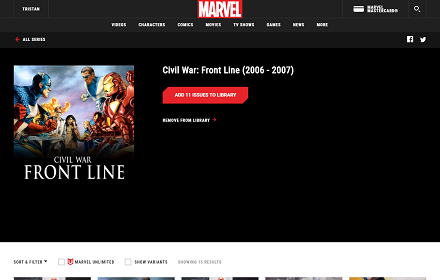 TRISTAN
MARVEL
MARVEL MASTERCARD®
VIDEOS CHARACTERS COMICS MOVIES TV SHOWS GAMES NEWS MORE
ALL SERIES
Civil War: Front Line (2006 - 2007)
ADD 11 ISSUES TO LIBRARY
REMOVE FROM LIBRARY
CIVIL WAR
FRONT LINE
SORT & FILTER
MARVEL UNLIMITED
SHOW VARIANTS
SHOWING 15 RESULTS